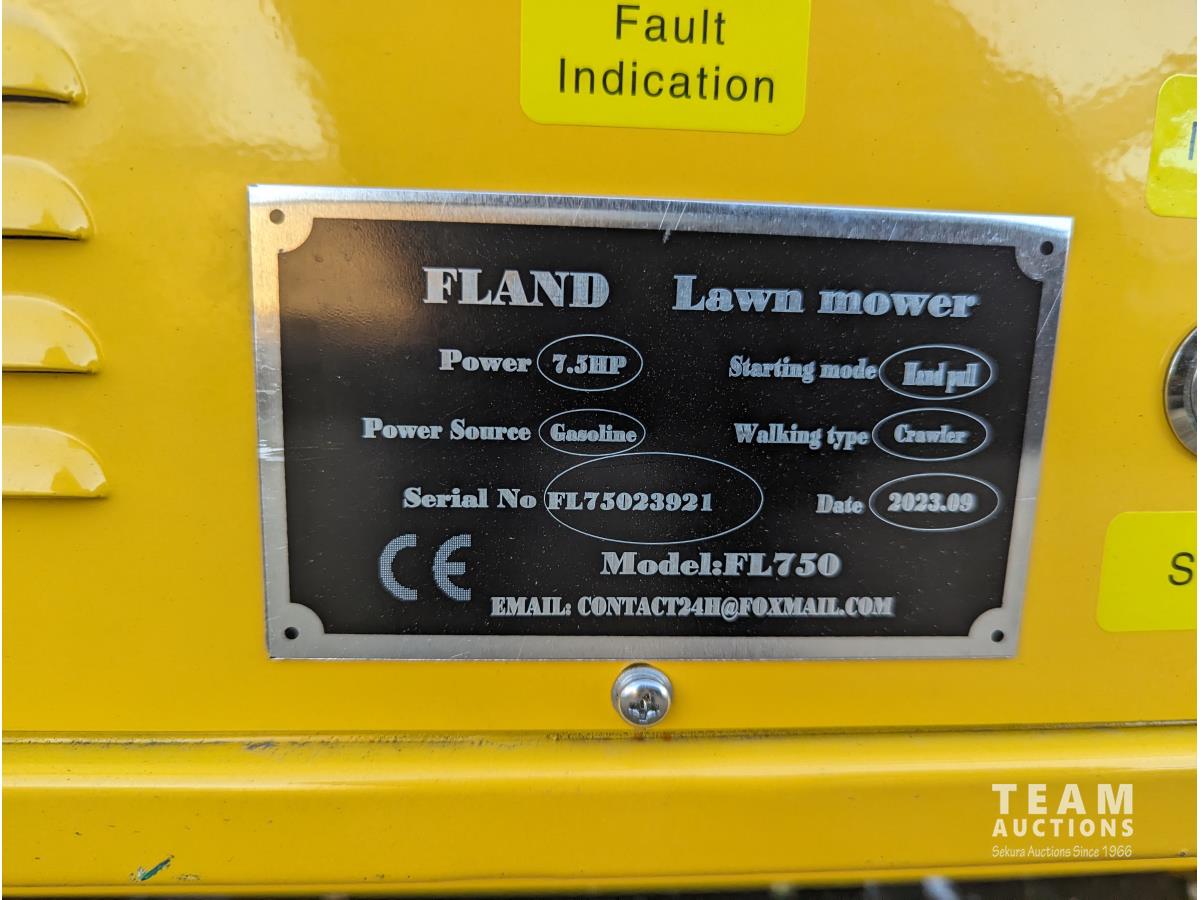 Fault
Indication
FLAND Lawn mower
Power 7.5HP Starting mode Hand pull
Power Source Gasoline Walking type Crawler
Serial No FL75023921 Date 2023.09
CE Model:FL750
EMAIL: CONTACT24H@FOXMAIL.COM
S
TEAM
AUCTIONS
Sekura Auctions Since 1966